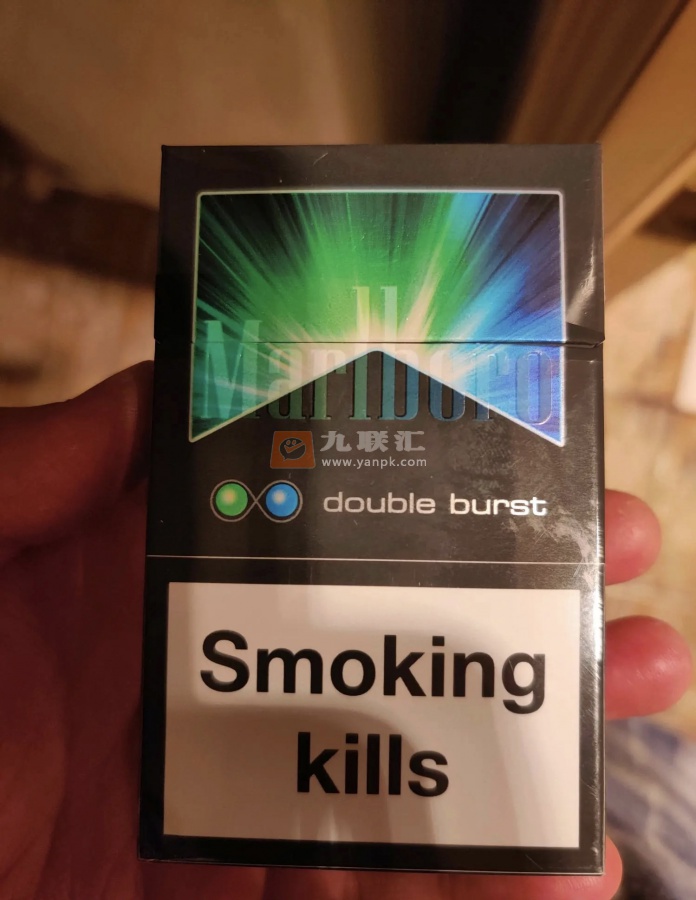 Marlboro
九联汇
www.yanpk.com
double burst
Smoking
kills